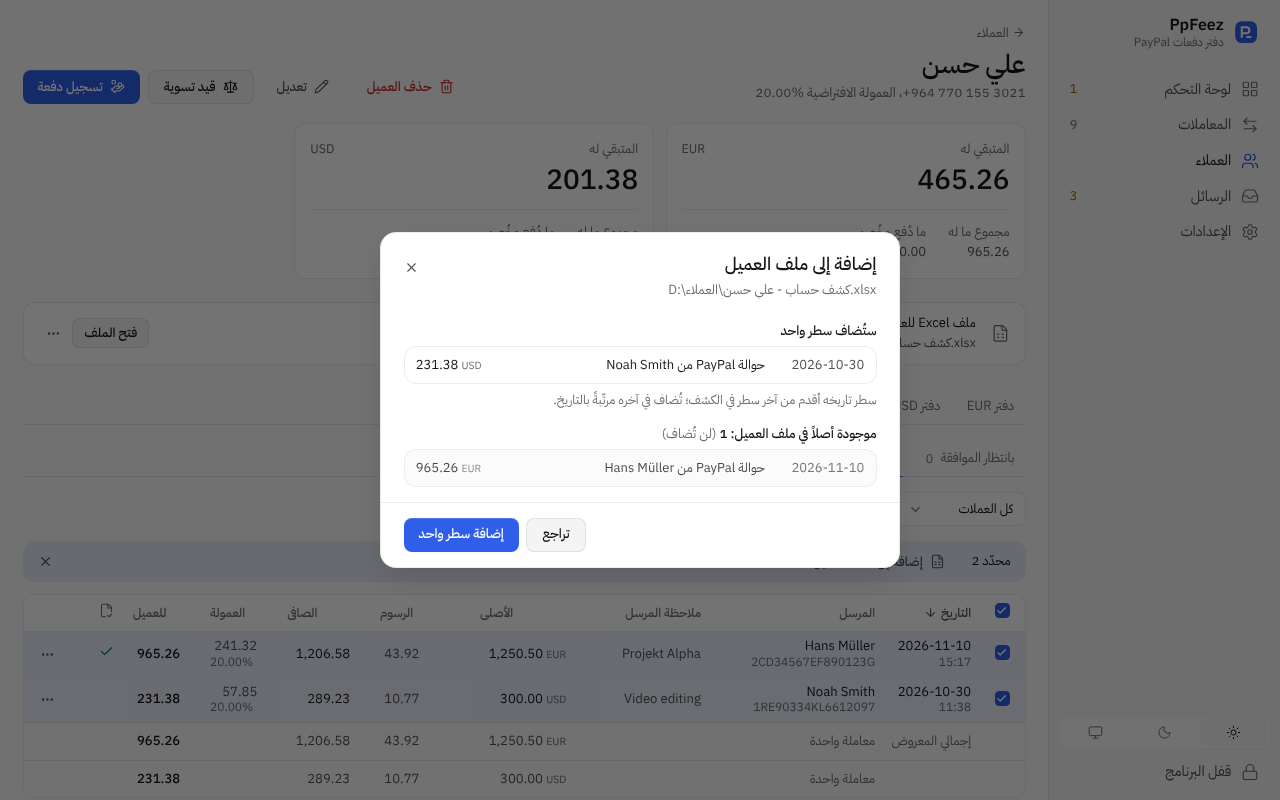 PpFeez
دفتر دفعات PayPal
لوحة التحكم 1
المعاملات 9
العملاء
الرسائل 3
الإعدادات
قفل البرنامج
العملاء
علي حسن
+964 770 155 3021، العمولة الافتراضية 20.00%
حذف العميل
تعديل
قيد تسوية
تسجيل دفعة
المتبقي له EUR
465.26
مجموع ما له
965.26
المتبقي له USD
201.38
ملف Excel
فتح الملف
دفتر EUR
دفتر
بانتظار الموافقة 0
كل العملات
محدّد 2
إضافة إلى ملف العميل
D:\العملاء\كشف حساب - علي حسن.xlsx
ستُضاف سطر واحد
2026-10-30 حوالة PayPal من Noah Smith 231.38 USD
سطر تاريخه أقدم من آخر سطر في الكشف؛ تُضاف في آخره مرتّبةً بالتاريخ.
موجودة أصلاً في ملف العميل: 1 (لن تُضاف)
2026-11-10 حوالة PayPal من Hans Müller 965.26 EUR
تراجع
إضافة سطر واحد
التاريخ المرسل ملاحظة المرسل الأصلي الرسوم الصافي العمولة للعميل
2026-11-10 Hans Müller Projekt Alpha 1,250.50 EUR 43.92 1,206.58 241.32 965.26
15:17 2CD34567EF890123G 20.00%
2026-10-30 Noah Smith Video editing 300.00 USD 10.77 289.23 57.85 231.38
11:38 1RE90334KL6612097 20.00%
إجمالي المعروض معاملة واحدة 1,250.50 EUR 43.92 1,206.58 965.26
معاملة واحدة 300.00 USD 10.77 289.23 231.38